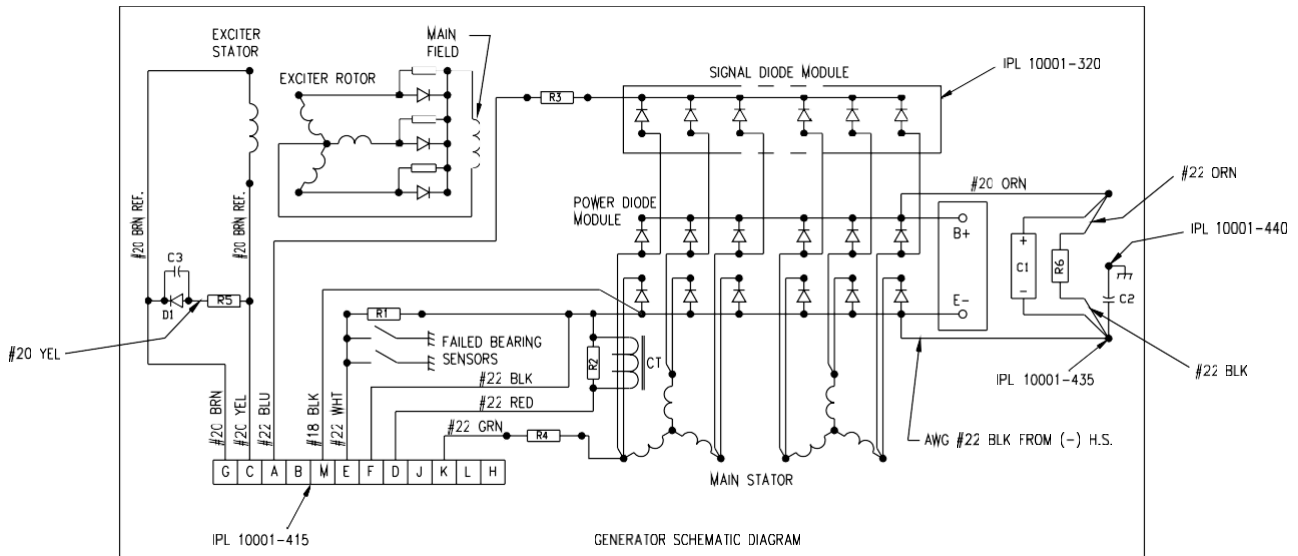 EXCITER
STATOR
MAIN
FIELD
EXCITER ROTOR
SIGNAL DIODE MODULE
IPL 10001-320
R3
#20 ORN
#22 ORN
POWER DIODE
MODULE
B+
+
C1
-
R6
IPL 10001-440
C2
E-
#20 BRN REF.
#20 BRN REF.
C3
D1
R5
#20 YEL
R1
FAILED BEARING
SENSORS
R2
CT
#22 BLK
#22 RED
#22 GRN
R4
IPL 10001-435
#22 BLK
AWG #22 BLK FROM (-) H.S.
#20 BRN
#20 YEL
#22 BLU
#18 BLK
#22 WHT
G C A B M E F D J K L H
MAIN STATOR
IPL 10001-415
GENERATOR SCHEMATIC DIAGRAM